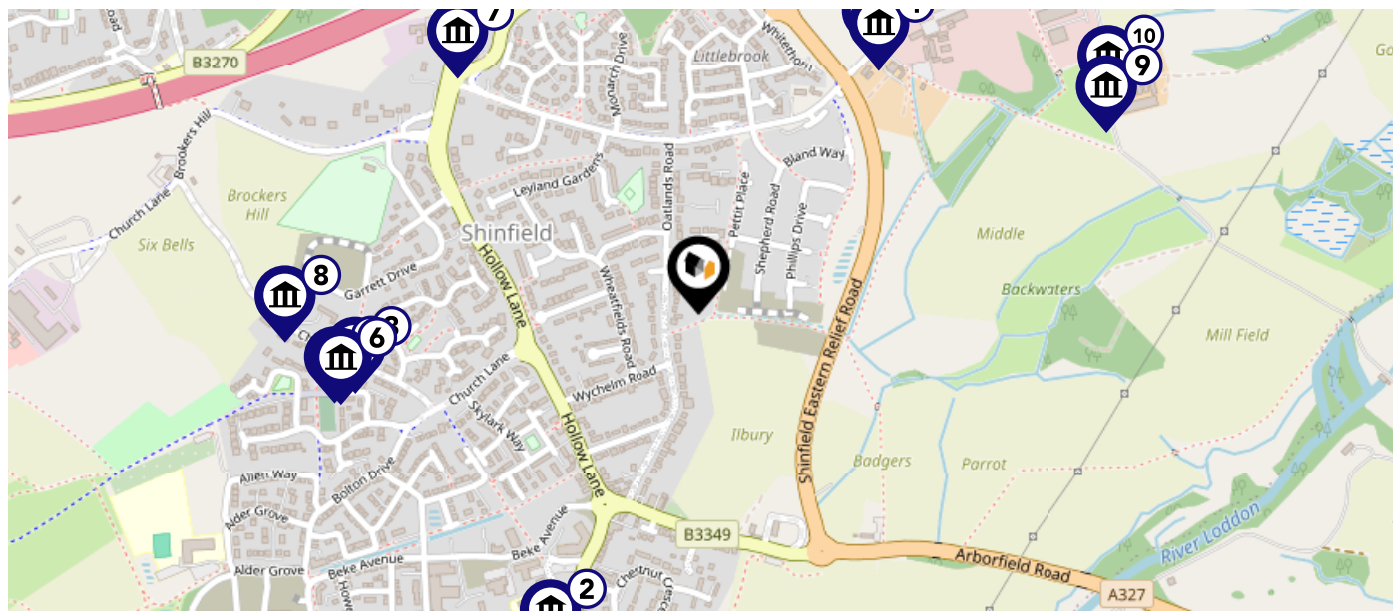 Road
7
1
10
9
B3270
Littlebrook
Whitethorn
Monarch Drive
Brookers Hill
Bland Way
Leyland Gardens
Oatlands Road
Pettit Place
Shepherd Road
Phillips Drive
Brockers
Hill
Church Lane
Six Bells
Shinfield
Middle
Backwaters
Mill Field
8
Garrett Drive
Hollow Lane
Wheatfields Road
3
6
Church Lane
Wychelm Road
Skylark Way
Hollow Lane
Shinfield Eastern Relief Road
Ilbury
Badgers
Parrot
Allen Way
Bolton Drive
Alder Grove
Beke Avenue
B3349
River Loddon
Beke Avenue
Alder Grove
Arborfield Road
A327
Chestnut Cresc
Howe
2